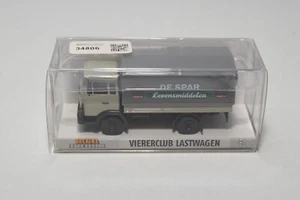 34806
DE SPAR
Levensmiddelen
VIERERCLUB LASTWAGEN